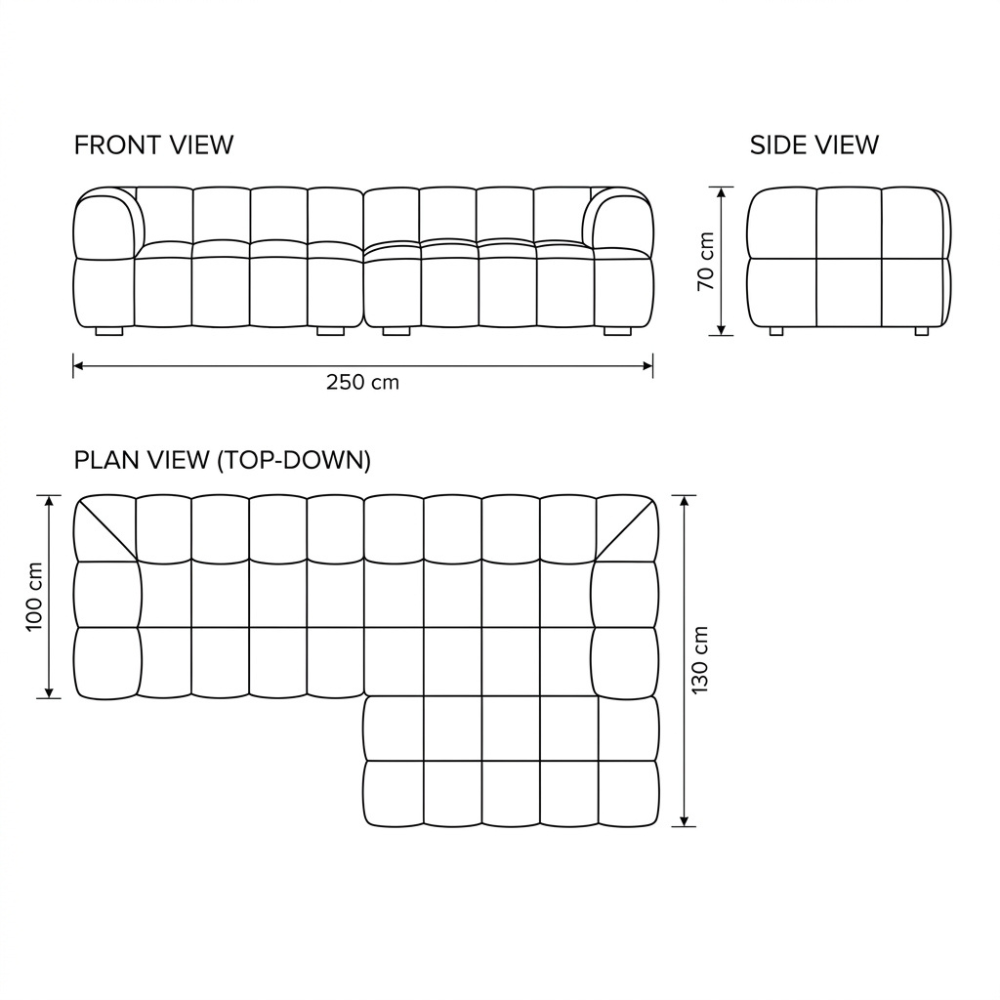 FRONT VIEW
SIDE VIEW
70 cm
250 cm
PLAN VIEW (TOP-DOWN)
100 cm
130 cm